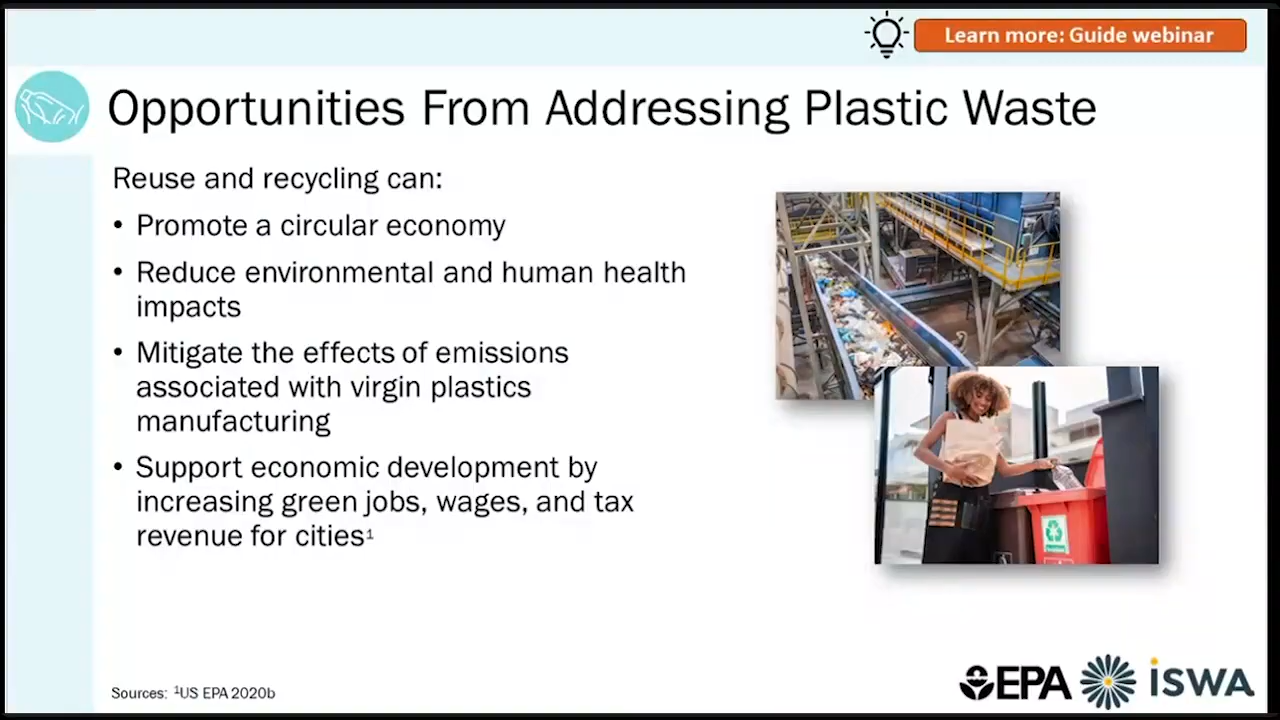 Learn more: Guide webinar
Opportunities From Addressing Plastic Waste
Reuse and recycling can:
• Promote a circular economy
• Reduce environmental and human health
impacts
• Mitigate the effects of emissions
associated with virgin plastics
manufacturing
• Support economic development by
increasing green jobs, wages, and tax
revenue for cities¹
Sources: ¹US EPA 2020b
EPA
iSWA